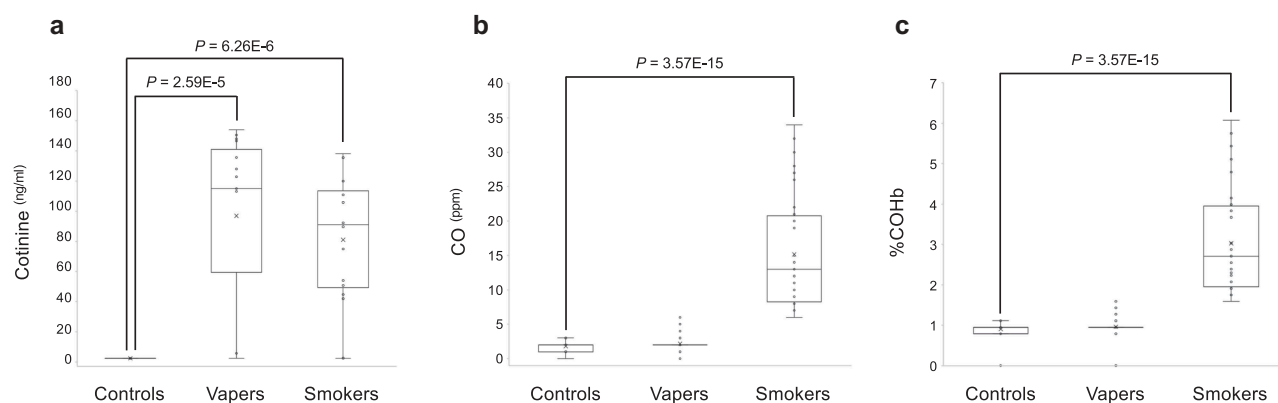 a
P = 6.26E-6
P = 2.59E-5
180
160
140
120
100
80
60
40
20
0
Cotinine (ng/ml)
Controls Vapers Smokers
b
P = 3.57E-15
40
35
30
25
20
15
10
5
0
CO (ppm)
Controls Vapers Smokers
c
P = 3.57E-15
7
6
5
4
3
2
1
0
%COHb
Controls Vapers Smokers